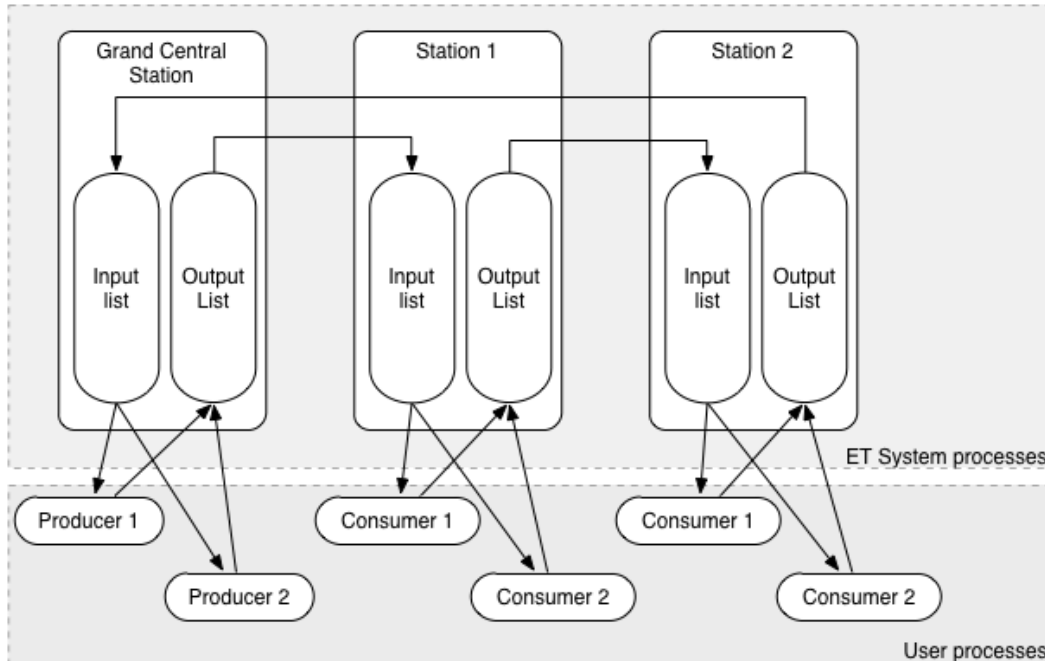 Grand Central
Station
Station 1
Station 2
Input
list
Output
List
Input
list
Output
List
Input
list
Output
List
ET System processes
Producer 1
Consumer 1
Consumer 1
Producer 2
Consumer 2
Consumer 2
User processes